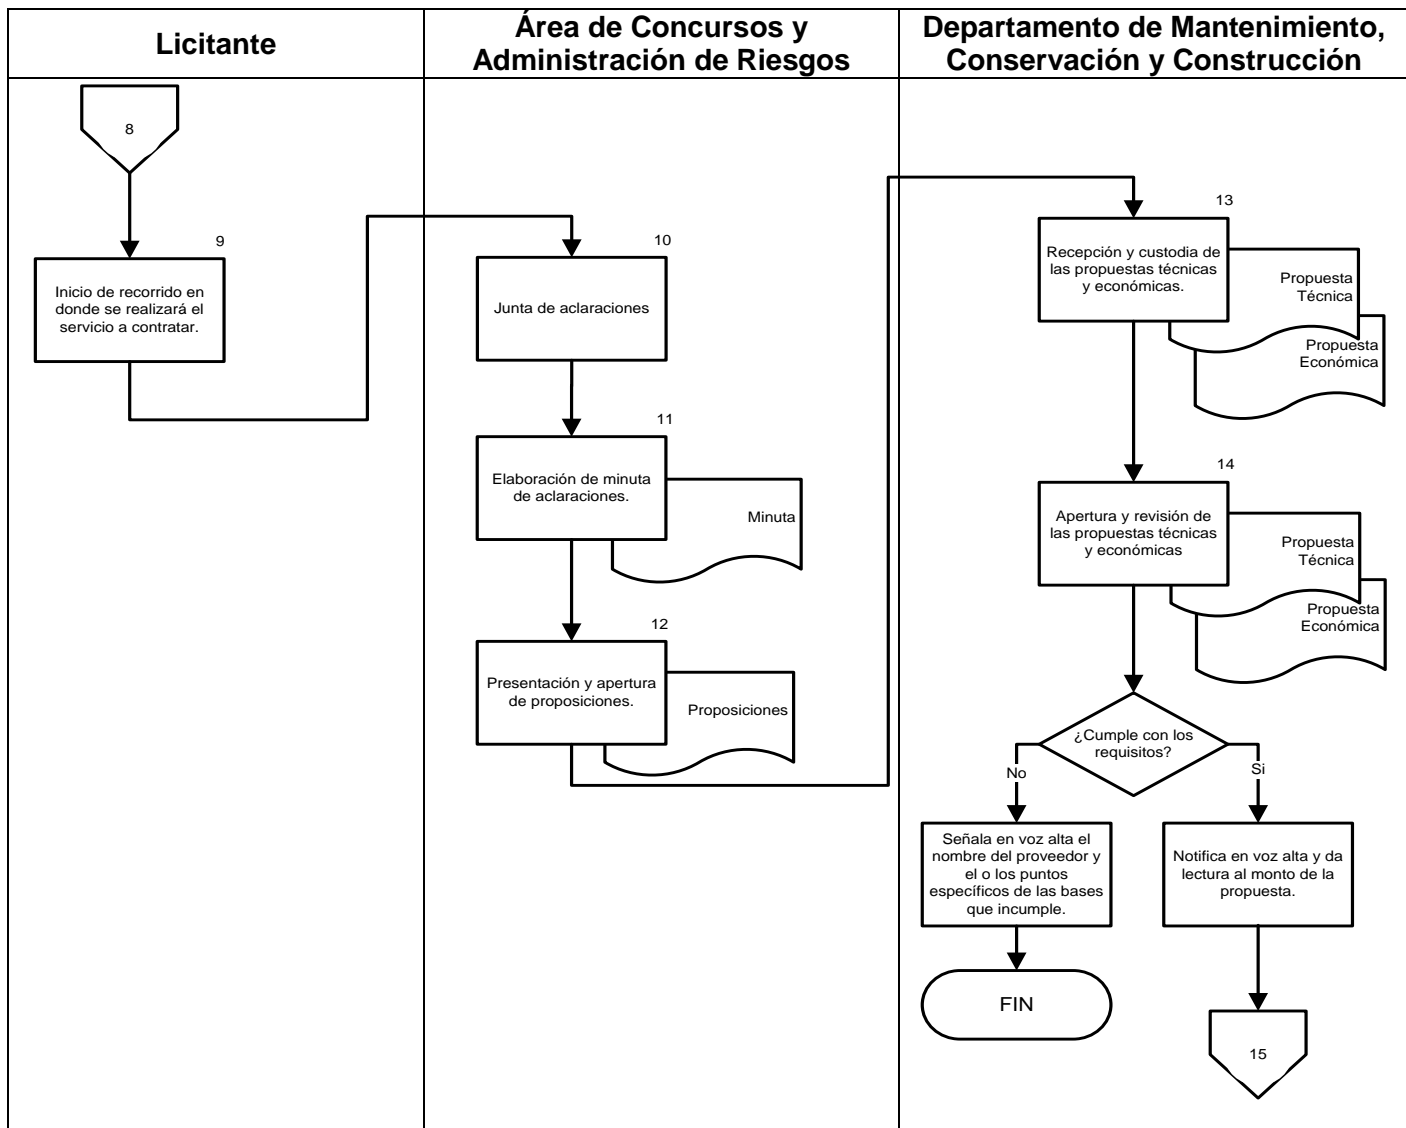 Licitante
Área de Concursos y
Administración de Riesgos
Departamento de Mantenimiento,
Conservación y Construcción
8
9
Inicio de recorrido en
donde se realizará el
servicio a contratar.
10
Junta de aclaraciones
11
Elaboración de minuta
de aclaraciones.
Minuta
12
Presentación y apertura
de proposiciones.
Proposiciones
13
Recepción y custodia de
las propuestas técnicas
y económicas.
Propuesta
Técnica
Propuesta
Económica
14
Apertura y revisión de
las propuestas técnicas
y económicas
Propuesta
Técnica
Propuesta
Económica
¿Cumple con los
requisitos?
No
Si
Señala en voz alta el
nombre del proveedor y
el o los puntos
específicos de las bases
que incumple.
Notifica en voz alta y da
lectura al monto de la
propuesta.
FIN
15